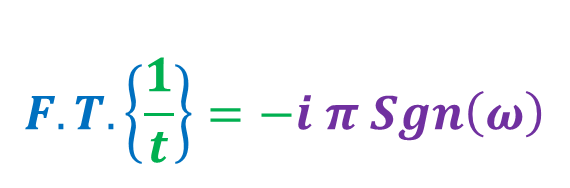 F.T.{1/t} = −i π Sgn(ω)